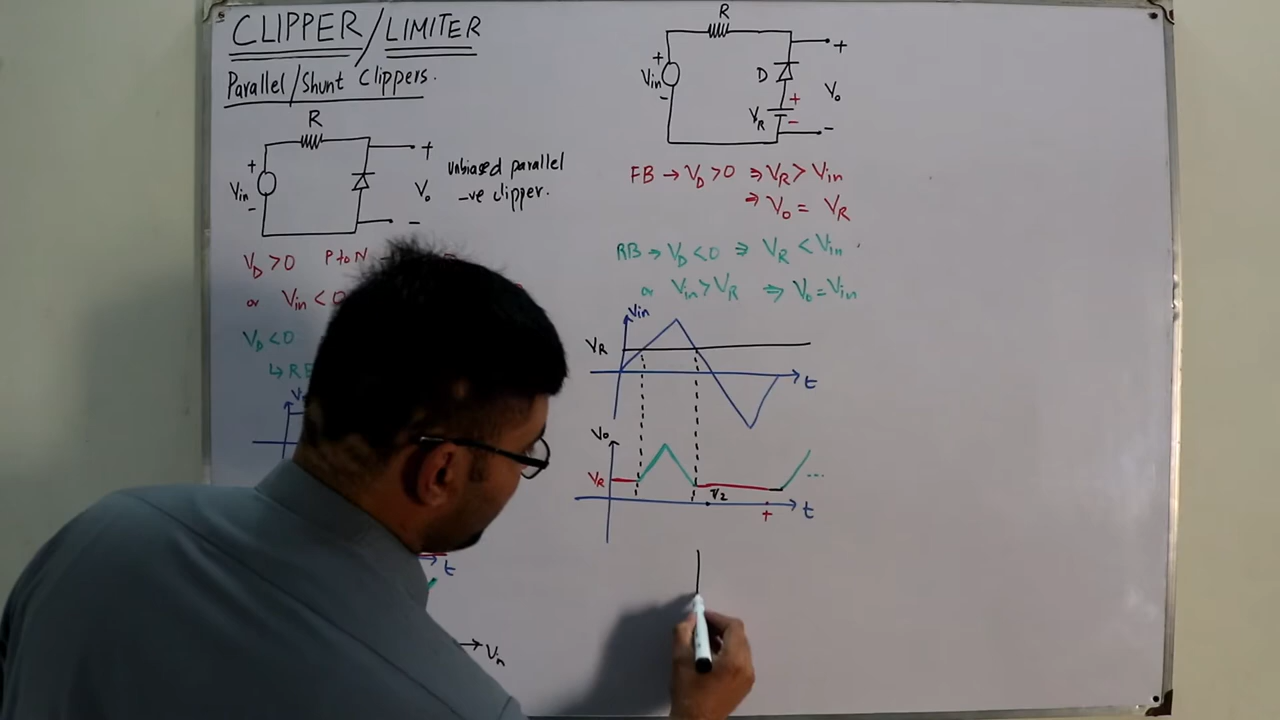 CLIPPER/LIMITER
Parallel/Shunt Clippers.
R
+
Vin
-
+
Vo
-
unbiased parallel
-ve clipper.
VD > 0 P to N
or Vin < 0
VD < 0
↳ RB
t
Vin
R
+
Vin
-
D
+
VR
-
+
Vo
-
FB → VD > 0 ⇒ VR > Vin
⇒ Vo = VR
RB → VD < 0 ⇒ VR < Vin
or Vin > VR ⇒ Vo = Vin
Vin
VR
t
Vo
VR
...
t